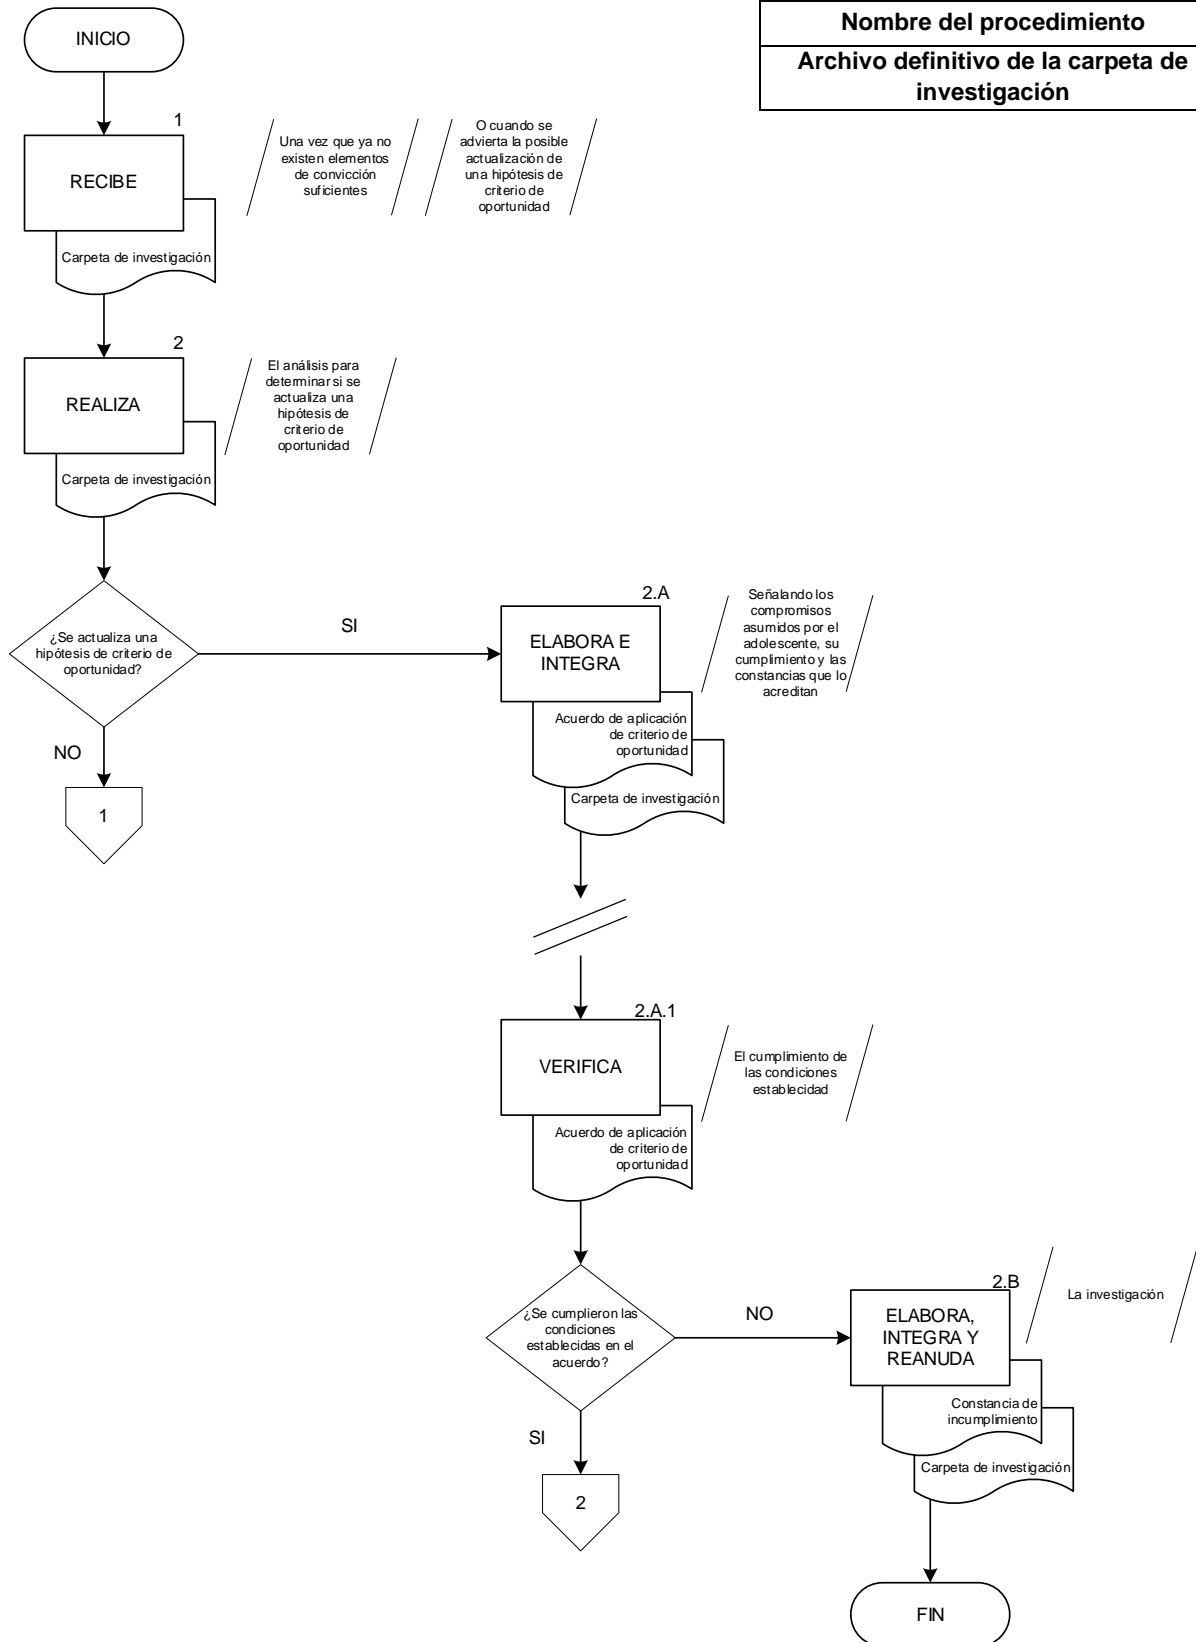 Nombre del procedimiento
Archivo definitivo de la carpeta de
investigación
INICIO
1
RECIBE
Carpeta de investigación
Una vez que ya no
existen elementos
de convicción
suficientes
O cuando se
advierta la posible
actualización de
una hipótesis de
criterio de
oportunidad
2
REALIZA
Carpeta de investigación
El análisis para
determinar si se
actualiza una
hipótesis de
criterio de
oportunidad
¿Se actualiza una
hipótesis de criterio de
oportunidad?
SI
NO
1
2.A
ELABORA E
INTEGRA
Acuerdo de aplicación
de criterio de
oportunidad
Carpeta de investigación
Señalando los
compromisos
asumidos por el
adolescente, su
cumplimiento y las
constancias que lo
acreditan
2.A.1
VERIFICA
Acuerdo de aplicación
de criterio de
oportunidad
El cumplimiento de
las condiciones
establecidad
¿Se cumplieron las
condiciones
establecidas en el
acuerdo?
NO
SI
2
2.B
ELABORA,
INTEGRA Y
REANUDA
Constancia de
incumplimiento
Carpeta de investigación
La investigación
FIN